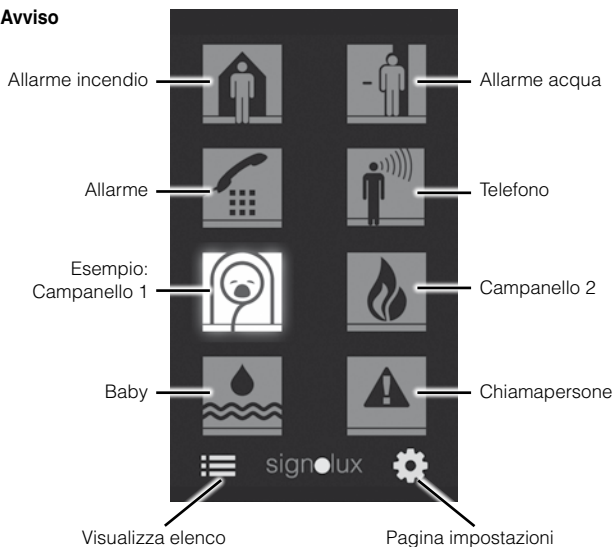 Avviso
Allarme incendio
Allarme acqua
Allarme
Telefono
Esempio:
Campanello 1
Campanello 2
Baby
Chiamapersone
signolux
Visualizza elenco
Pagina impostazioni